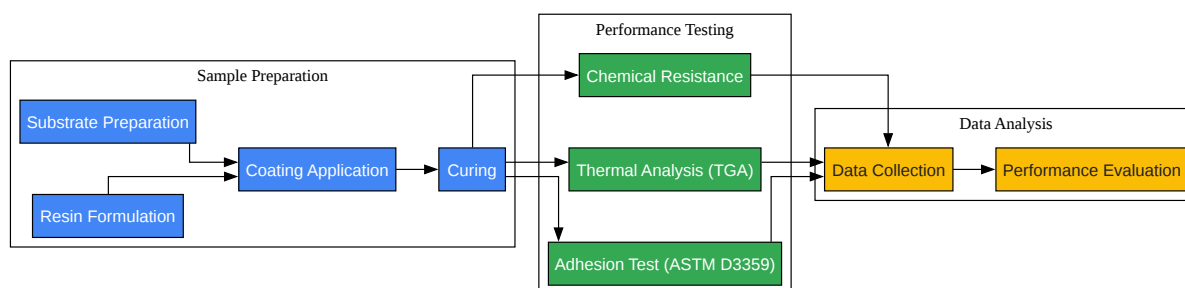 Performance Testing
Sample Preparation
Chemical Resistance
Substrate Preparation
Data Analysis
Coating Application
Curing
Thermal Analysis (TGA)
Data Collection
Performance Evaluation
Resin Formulation
Adhesion Test (ASTM D3359)